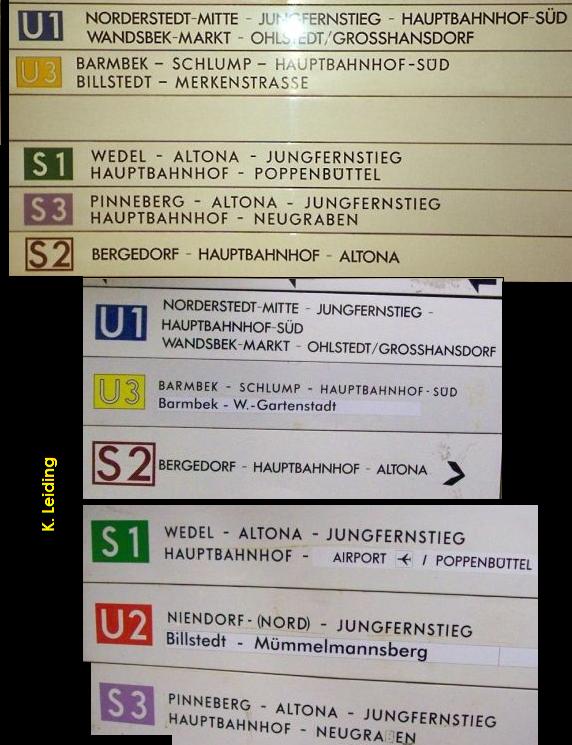 U1 NORDERSTEDT-MITTE - JUNGFERNSTIEG - HAUPTBAHNHOF-SÜD
WANDSBEK-MARKT - OHLSTEDT/GROSSHANSDORF
U3 BARMBEK - SCHLUMP - HAUPTBAHNHOF-SÜD
BILLSTEDT - MERKENSTRASSE
S1 WEDEL - ALTONA - JUNGFERNSTIEG
HAUPTBAHNHOF - POPPENBÜTTEL
S3 PINNEBERG - ALTONA - JUNGFERNSTIEG
HAUPTBAHNHOF - NEUGRABEN
S2 BERGEDORF - HAUPTBAHNHOF - ALTONA
U1 NORDERSTEDT-MITTE - JUNGFERNSTIEG -
HAUPTBAHNHOF-SÜD
WANDSBEK-MARKT - OHLSTEDT/GROSSHANSDORF
U3 BARMBEK - SCHLUMP - HAUPTBAHNHOF-SÜD
Barmbek - W.-Gartenstadt
S2 BERGEDORF - HAUPTBAHNHOF - ALTONA
K. Leiding
S1 WEDEL - ALTONA - JUNGFERNSTIEG
HAUPTBAHNHOF - AIRPORT / POPPENBÜTTEL
U2 NIENDORF-(NORD) - JUNGFERNSTIEG
Billstedt - Mümmelmannsberg
S3 PINNEBERG - ALTONA - JUNGFERNSTIEG
HAUPTBAHNHOF - NEUGRABEN